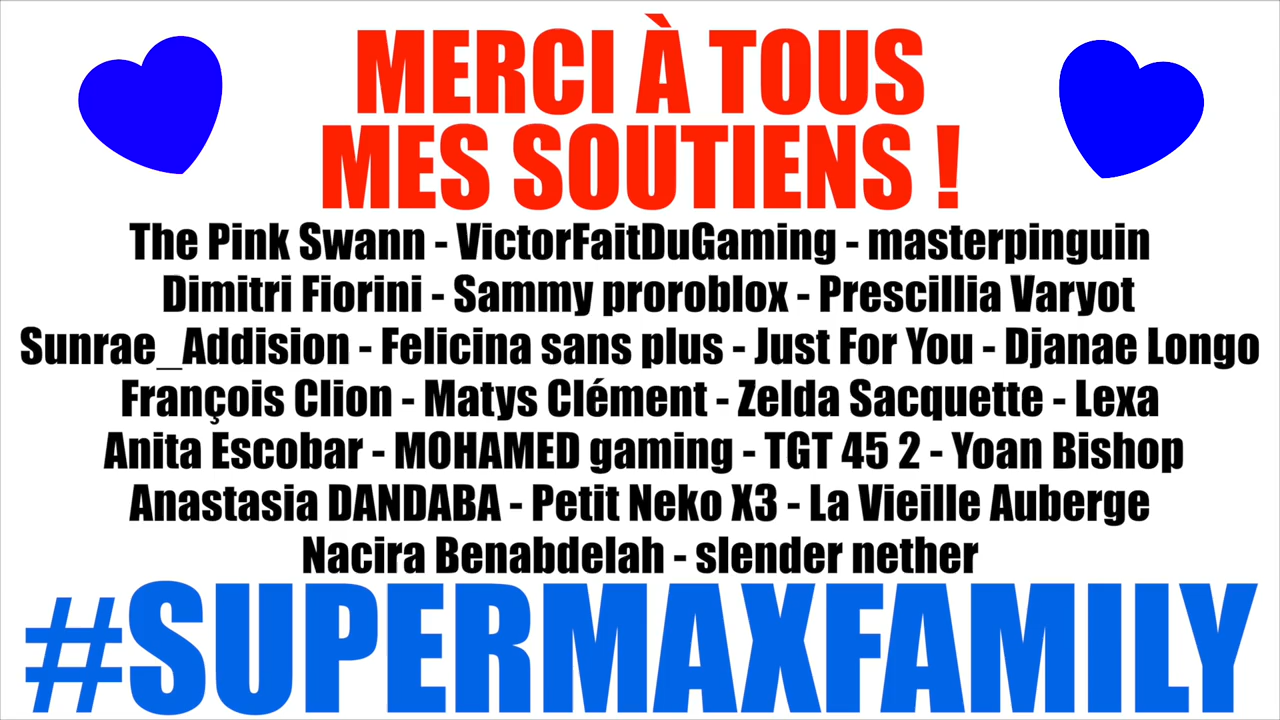 MERCI À TOUS
MES SOUTIENS !
The Pink Swann - VictorFaitDuGaming - masterpinguin
Dimitri Fiorini - Sammy proroblox - Prescillia Varyot
Sunrae_Addision - Felicina sans plus - Just For You - Djanae Longo
François Clion - Matys Clément - Zelda Sacquette - Lexa
Anita Escobar - MOHAMED gaming - TGT 45 2 - Yoan Bishop
Anastasia DANDABA - Petit Neko X3 - La Vieille Auberge
Nacira Benabdelah - slender nether
#SUPERMAXFAMILY